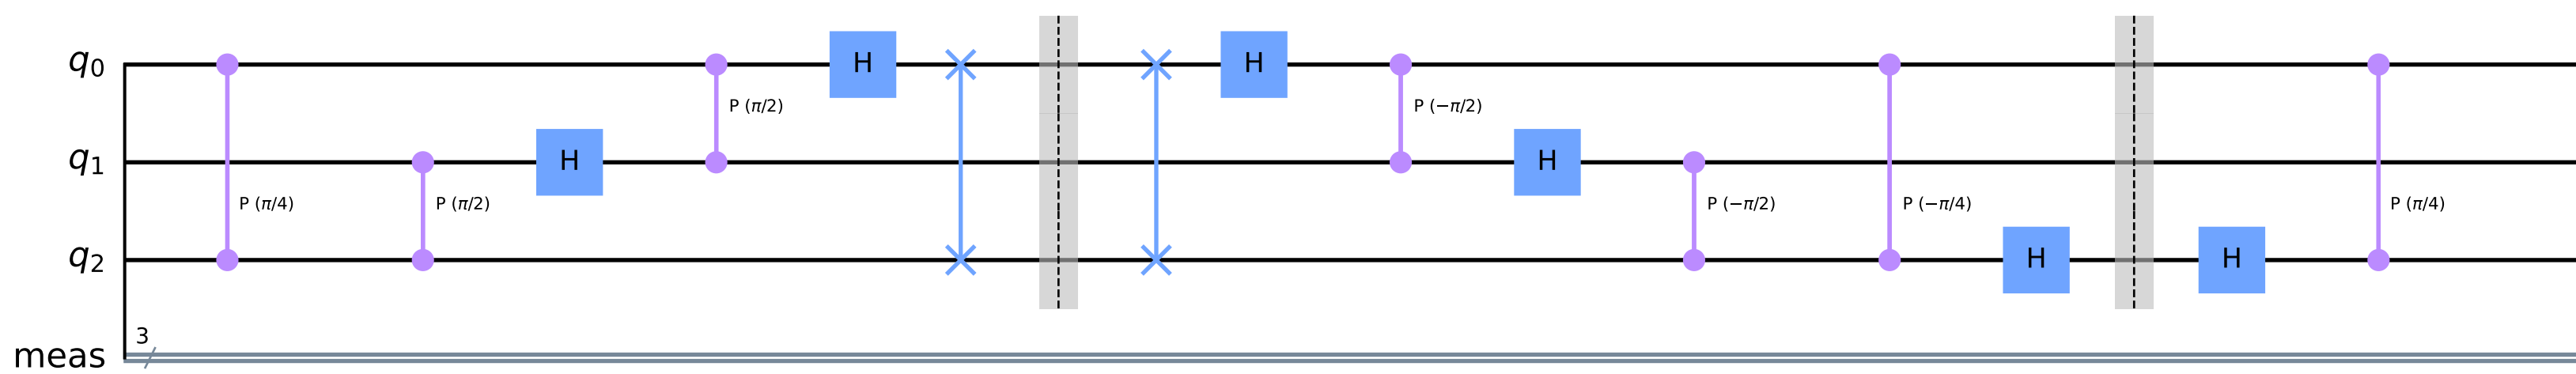 q0 P (π/2) H H P (−π/2)
q1 P (π/4) P (π/2) H H P (−π/2) P (−π/4) P (π/4)
q2 H H
meas 3